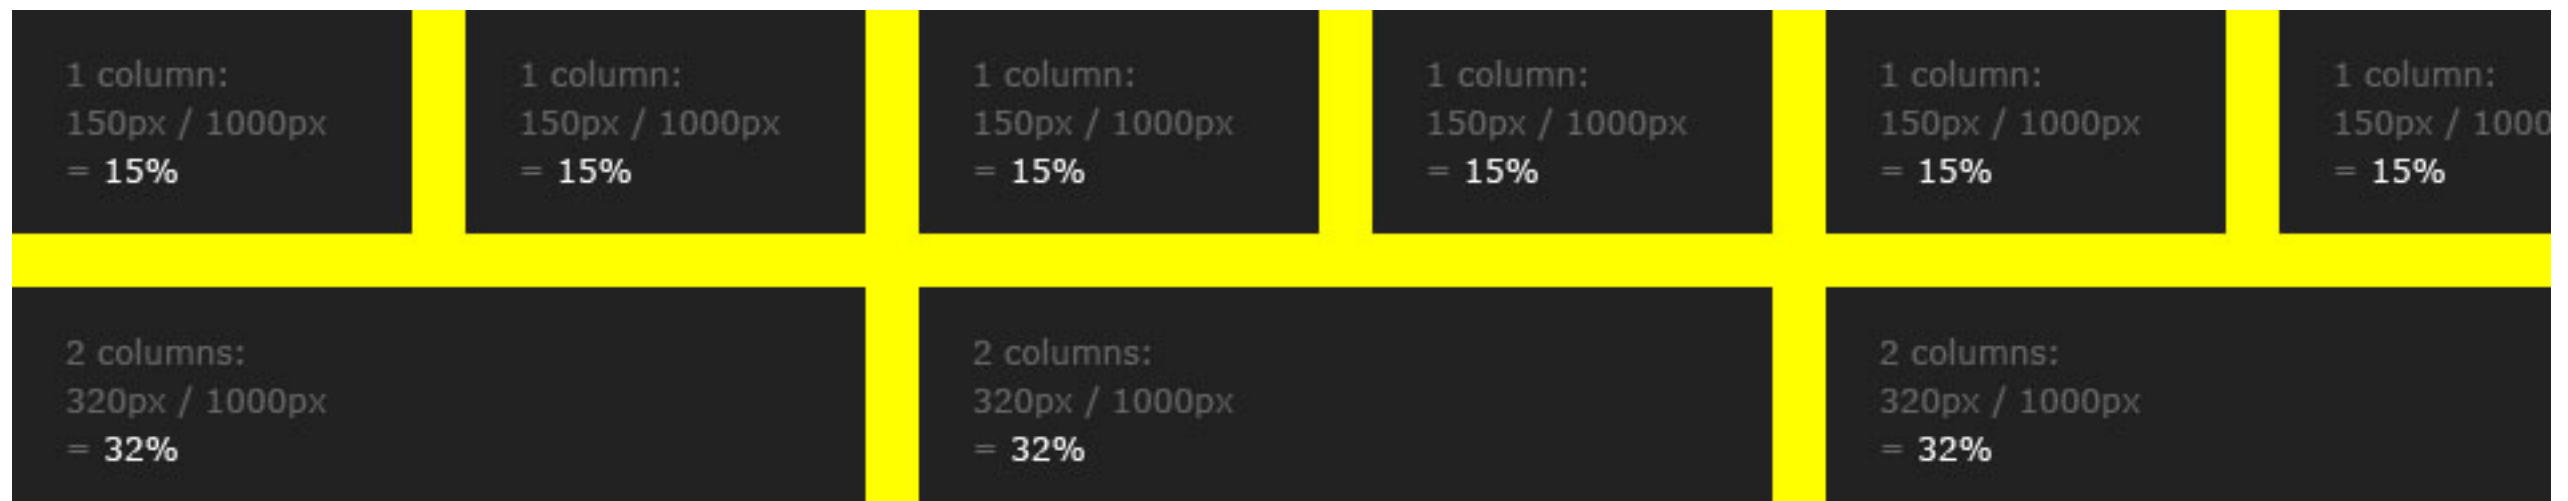 1 column:
150px / 1000px
= 15%
1 column:
150px / 1000px
= 15%
1 column:
150px / 1000px
= 15%
1 column:
150px / 1000px
= 15%
1 column:
150px / 1000px
= 15%
1 column:
150px / 1000
= 15%
2 columns:
320px / 1000px
= 32%
2 columns:
320px / 1000px
= 32%
2 columns:
320px / 1000px
= 32%